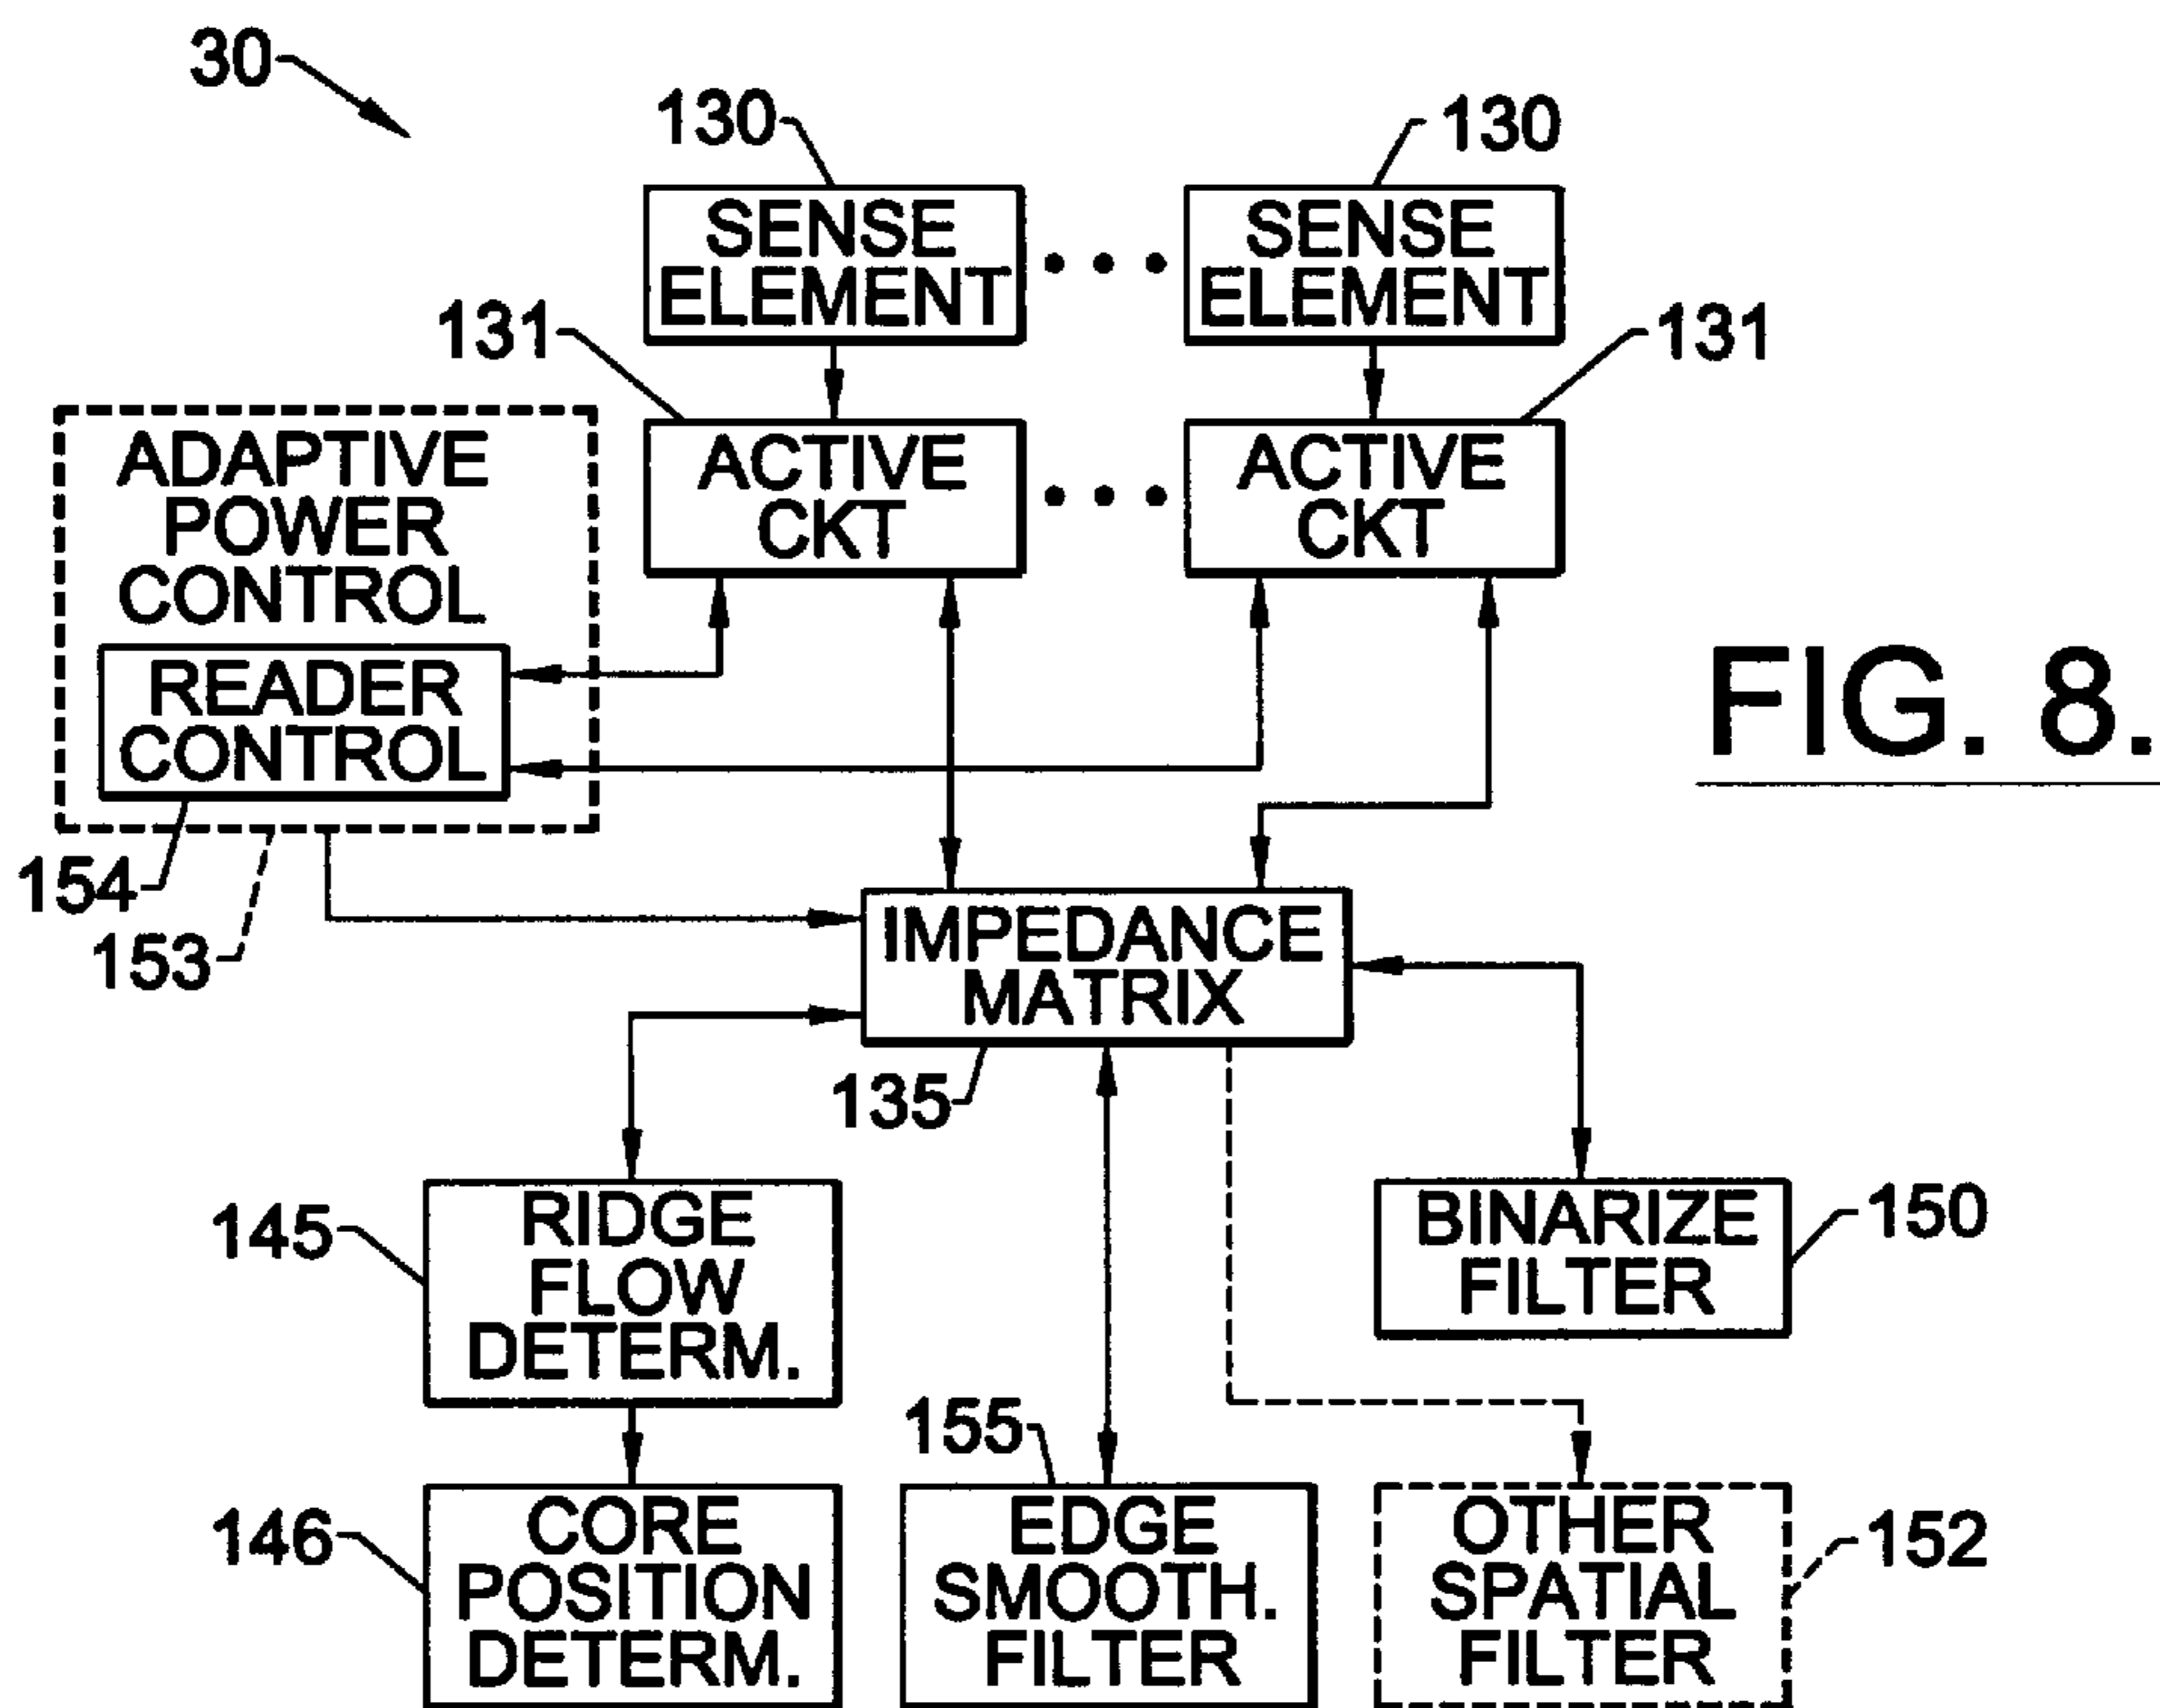 30
130
130
SENSE
ELEMENT
SENSE
ELEMENT
131
131
ADAPTIVE
POWER
CONTROL
ACTIVE
CKT
ACTIVE
CKT
READER
CONTROL
FIG. 8.
154
153
IMPEDANCE
MATRIX
135
145
RIDGE
FLOW
DETERM.
BINARIZE
FILTER
150
155
146
CORE
POSITION
DETERM.
EDGE
SMOOTH.
FILTER
OTHER
SPATIAL
FILTER
152